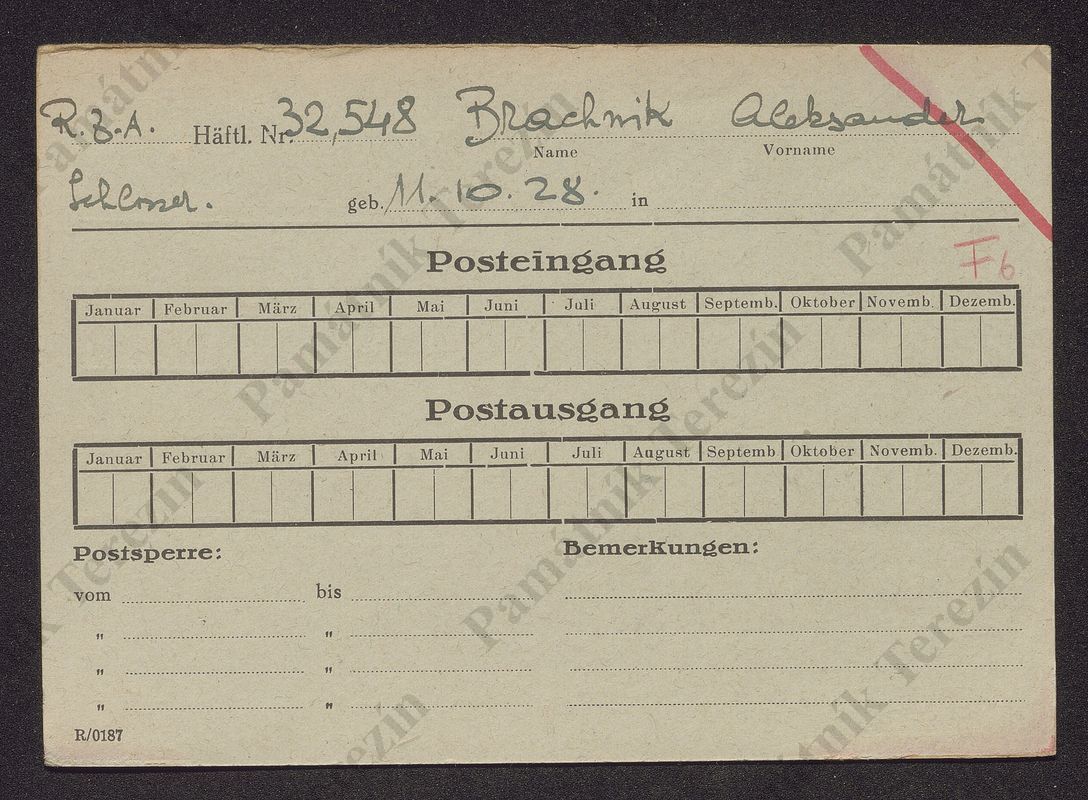 R.Z.-A. Häftl. Nr. 32,548 Brachnik Aleksander
Name Vorname
Schlosser. geb. 11.10.28. in
F6
Posteingang
Januar Februar März April Mai Juni Juli August Septemb. Oktober Novemb. Dezemb.
Postausgang
Januar Februar März April Mai Juni Juli August Septemb Oktober Novemb. Dezemb.
Postsperre: Bemerkungen:
vom bis
" "
" "
" "
R/0187
Památník Terezín